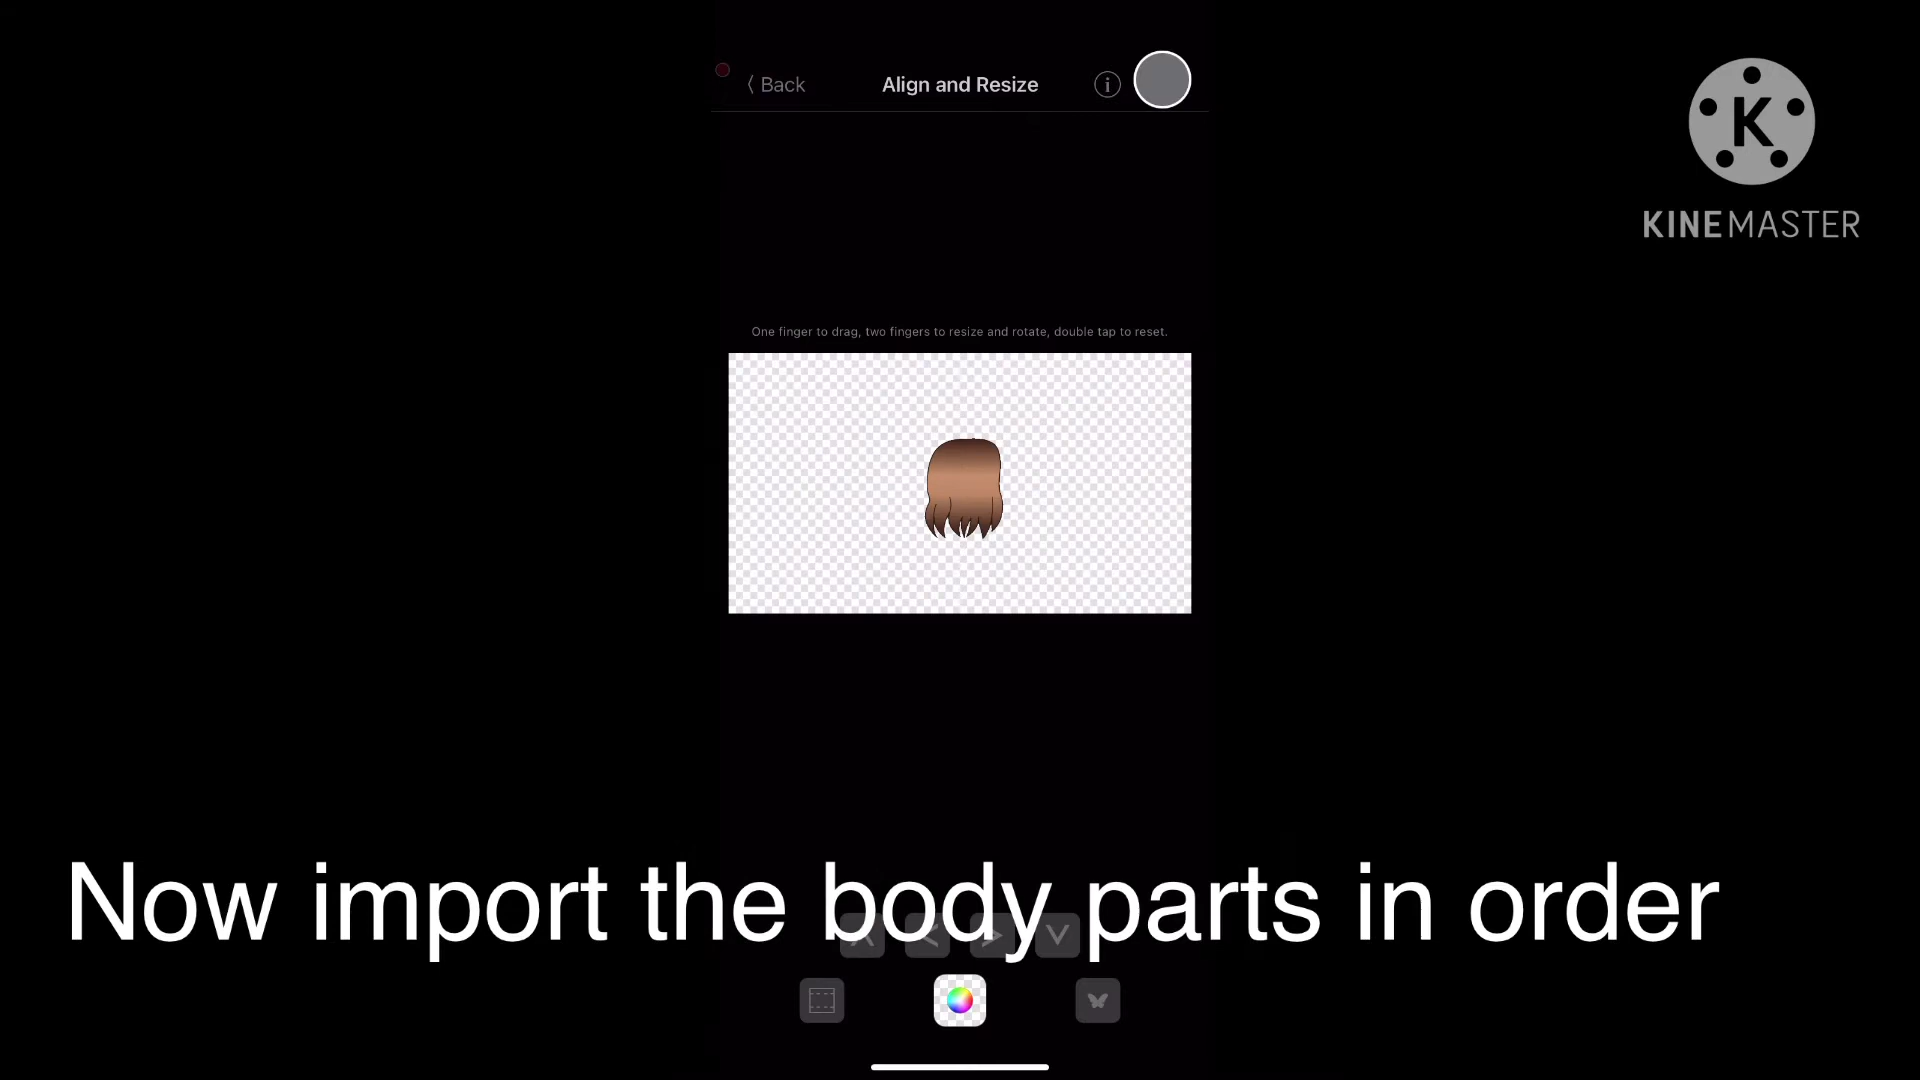 Back
Align and Resize
i
K
KINEMASTER
One finger to drag, two fingers to resize and rotate, double tap to reset.
Now import the body parts in order